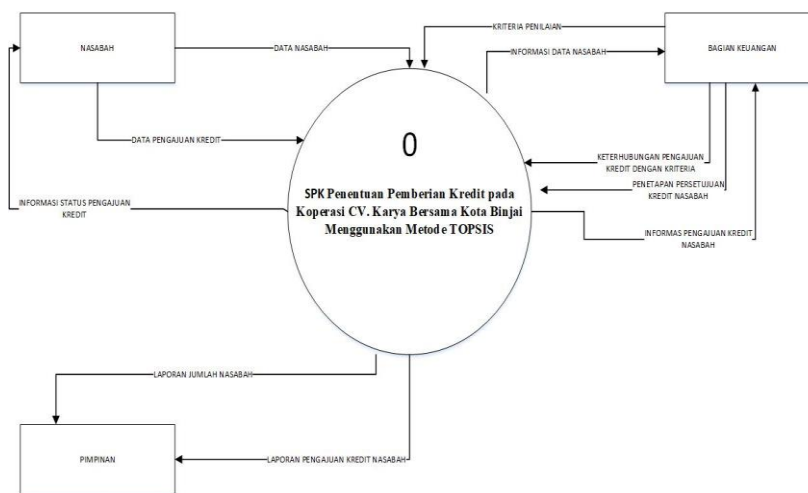 KRITERIA PENILAIAN
NASABAH
DATA NASABAH
INFORMASI DATA NASABAH
BAGIAN KEUANGAN
DATA PENGAJUAN KREDIT
0
SPK Penentuan Pemberian Kredit pada
Koperasi CV. Karya Bersama Kota Binjai
Menggunakan Metode TOPSIS
KETERHUBUNGAN PENGAJUAN
KREDIT DENGAN KRITERIA
PENETAPAN PERSETUJUAN
KREDIT NASABAH
INFORMASI STATUS PENGAJUAN
KREDIT
INFORMAS PENGAJUAN KREDIT
NASABAH
LAPORAN JUMLAH NASABAH
PIMPINAN
LAPORAN PENGAJUAN KREDIT NASABAH